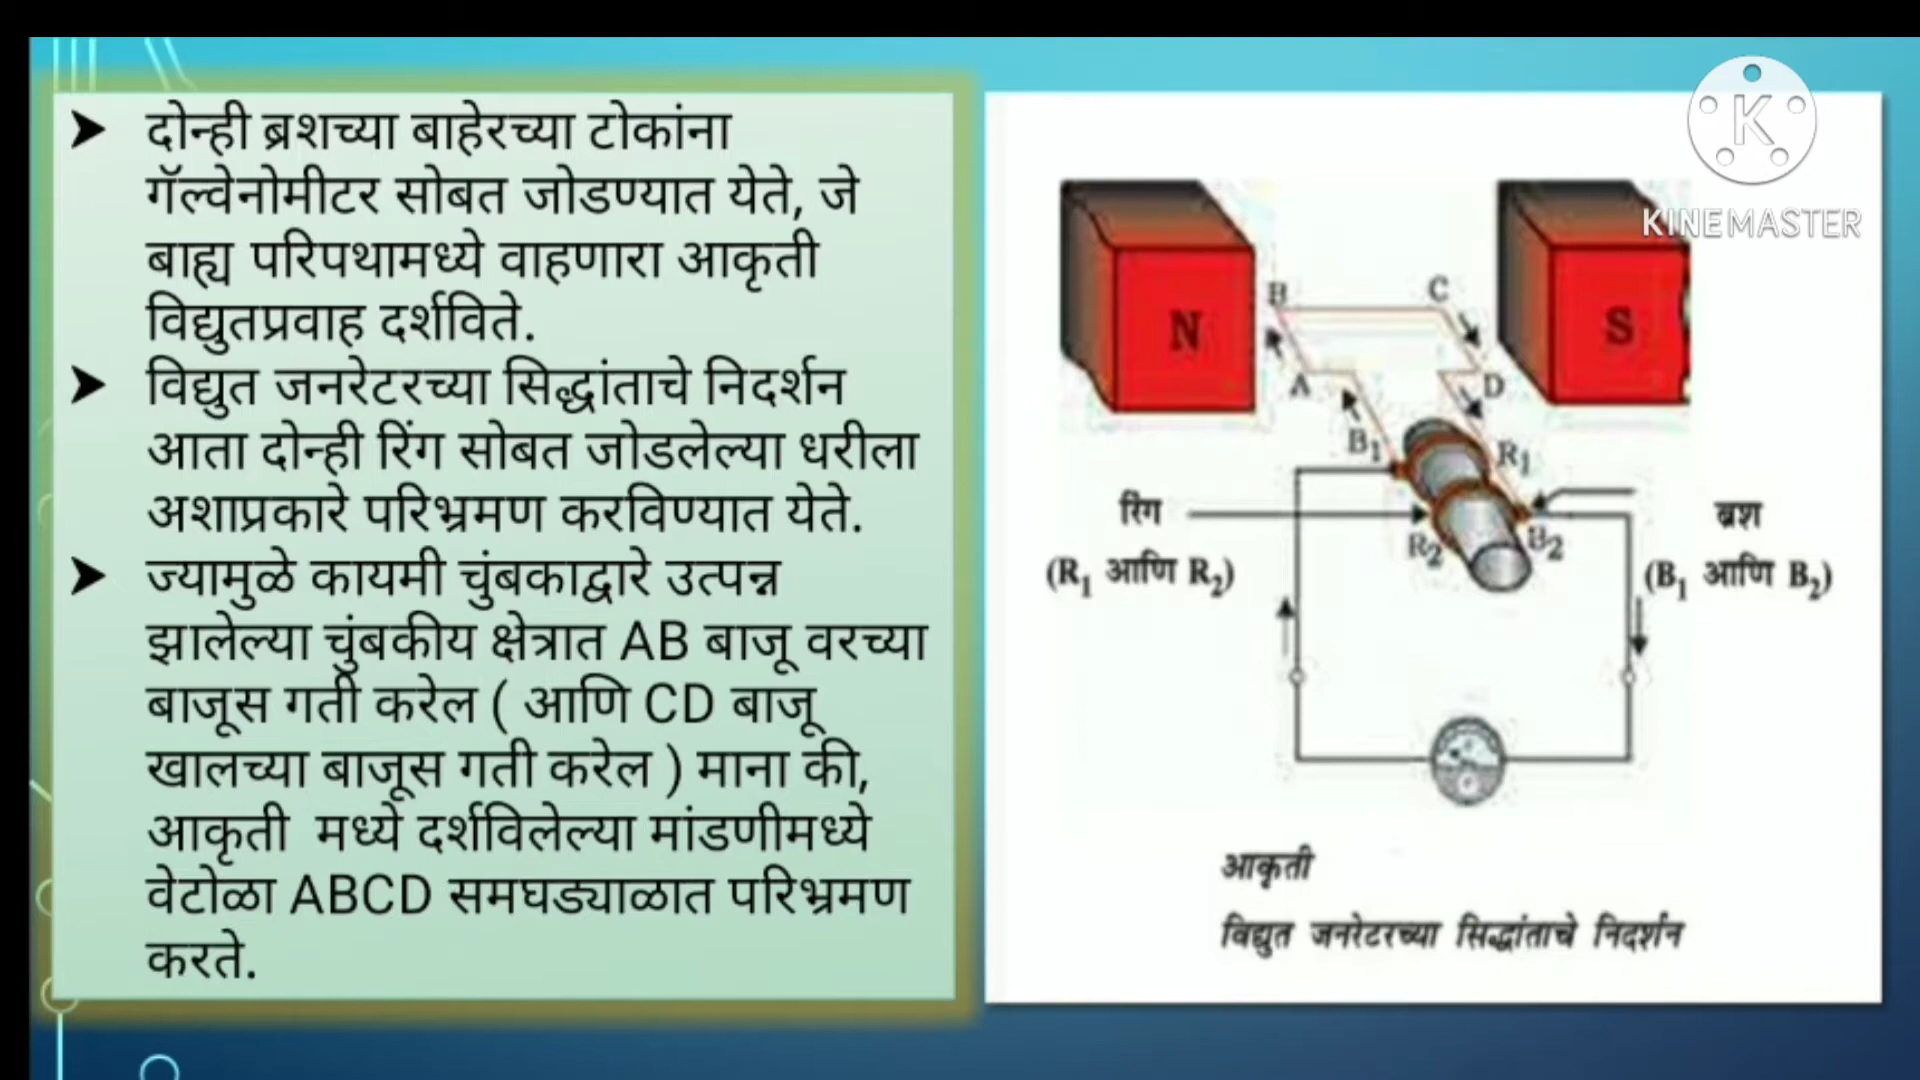 ➤ दोन्ही ब्रशच्या बाहेरच्या टोकांना
गॅल्वेनोमीटर सोबत जोडण्यात येते, जे
बाह्य परिपथामध्ये वाहणारा आकृती
विद्युतप्रवाह दर्शविते.
➤ विद्युत जनरेटरच्या सिद्धांताचे निदर्शन
आता दोन्ही रिंग सोबत जोडलेल्या धरीला
अशाप्रकारे परिभ्रमण करविण्यात येते.
➤ ज्यामुळे कायमी चुंबकाद्वारे उत्पन्न
झालेल्या चुंबकीय क्षेत्रात AB बाजू वरच्या
बाजूस गती करेल ( आणि CD बाजू
खालच्या बाजूस गती करेल ) माना की,
आकृती मध्ये दर्शविलेल्या मांडणीमध्ये
वेटोळा ABCD समघड्याळात परिभ्रमण
करते.
K
KINEMASTER
N
S
B
C
A
D
B₁
R₁
रिंग
(R₁ आणि R₂)
R₂
B₂
ब्रश
(B₁ आणि B₂)
आकृती
विद्युत जनरेटरच्या सिद्धांताचे निदर्शन